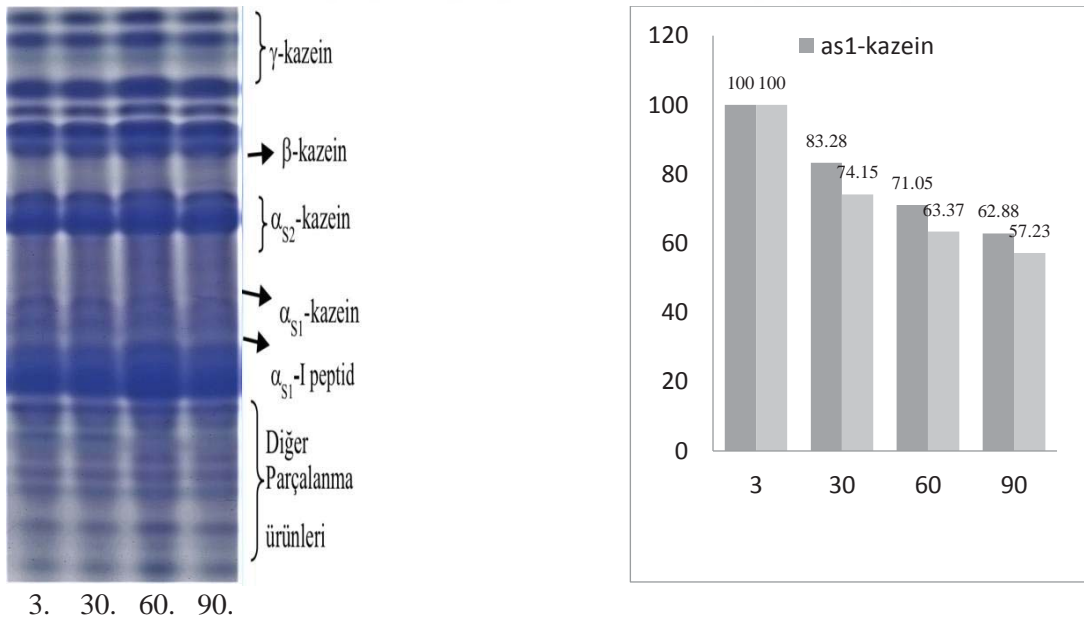 γ-kazein
β-kazein
αS2-kazein
αS1-kazein
αS1-I peptid
Diğer
Parçalanma
ürünleri
3. 30. 60. 90.
as1-kazein
120
100
80
60
40
20
0
100 100
83.28
74.15
71.05
63.37
62.88
57.23
3 30 60 90